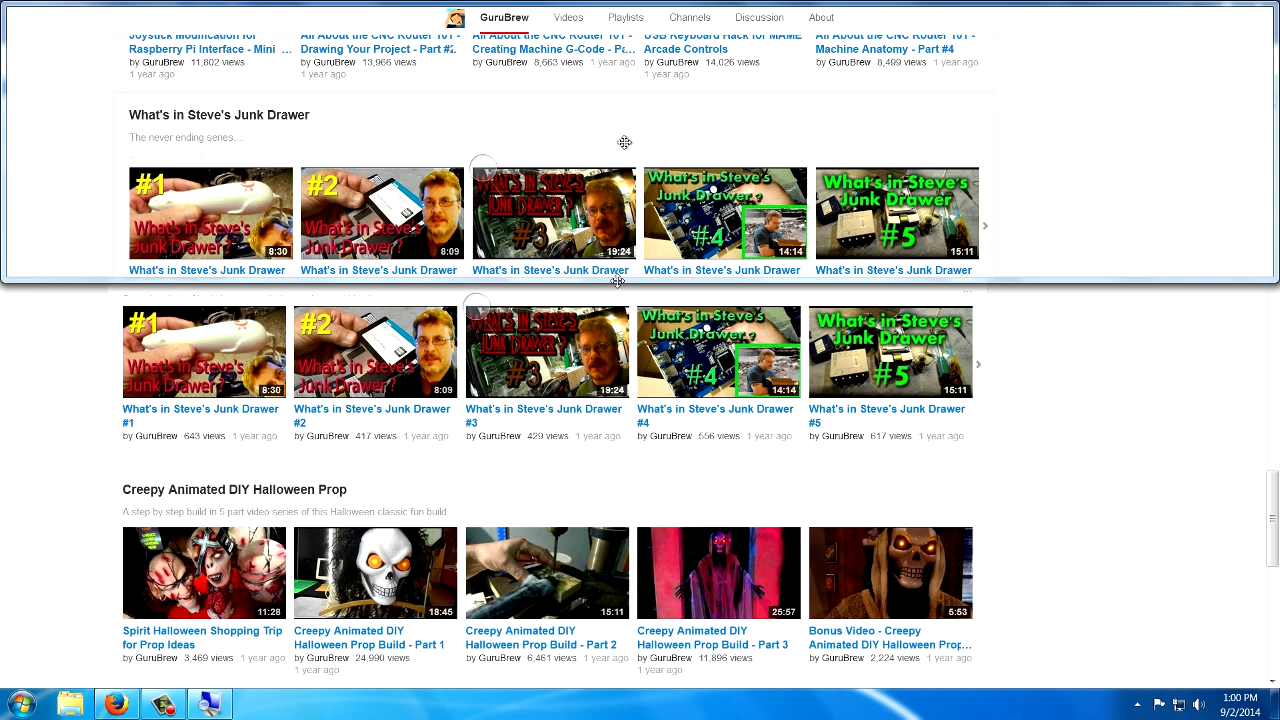 GuruBrew Videos Playlists Channels Discussion About
Joystick Modification for All About the CNC Router 101 - All About the CNC Router 101 - USB Keyboard Hack for MAME All About the CNC Router 101 -
Raspberry Pi Interface - Mini ... Drawing Your Project - Part #2. Creating Machine G-Code - Pa... Arcade Controls Machine Anatomy - Part #4
by GuruBrew 11,802 views by GuruBrew 13,966 views by GuruBrew 8,663 views 1 year ago by GuruBrew 14,026 views by GuruBrew 8,499 views 1 year ago
1 year ago 1 year ago 1 year ago
What's in Steve's Junk Drawer
The never ending series....
#1
What's in Steve's
Junk Drawer?
8:30
#2
What's in Steve's
Junk Drawer?
8:09
WHAT'S IN STEVE'S
JUNK DRAWER?
#3
19:24
What's in Steve's
Junk Drawer?
#4
14:14
What's in Steve's
Junk Drawer
#5
15:11
What's in Steve's Junk Drawer What's in Steve's Junk Drawer What's in Steve's Junk Drawer What's in Steve's Junk Drawer What's in Steve's Junk Drawer
#1
What's in Steve's
Junk Drawer?
8:30
#2
What's in Steve's
Junk Drawer?
8:09
WHAT'S IN STEVE'S
JUNK DRAWER?
#3
19:24
What's in Steve's
Junk Drawer?
#4
14:14
What's in Steve's
Junk Drawer
#5
15:11
What's in Steve's Junk Drawer What's in Steve's Junk Drawer What's in Steve's Junk Drawer What's in Steve's Junk Drawer What's in Steve's Junk Drawer
#1 #2 #3 #4 #5
by GuruBrew 643 views 1 year ago by GuruBrew 417 views 1 year ago by GuruBrew 429 views 1 year ago by GuruBrew 556 views 1 year ago by GuruBrew 617 views 1 year ago
Creepy Animated DIY Halloween Prop
A step by step build in 5 part video series of this Halloween classic fun build
11:28 18:45 15:11 25:57 5:53
Spirit Halloween Shopping Trip Creepy Animated DIY Creepy Animated DIY Creepy Animated DIY Bonus Video - Creepy
for Prop Ideas Halloween Prop Build - Part 1 Halloween Prop Build - Part 2 Halloween Prop Build - Part 3 Animated DIY Halloween Prop...
by GuruBrew 3,469 views 1 year ago by GuruBrew 24,990 views by GuruBrew 6,461 views 1 year ago by GuruBrew 11,896 views by GuruBrew 2,224 views 1 year ago
1 year ago 1 year ago
1:00 PM
9/2/2014